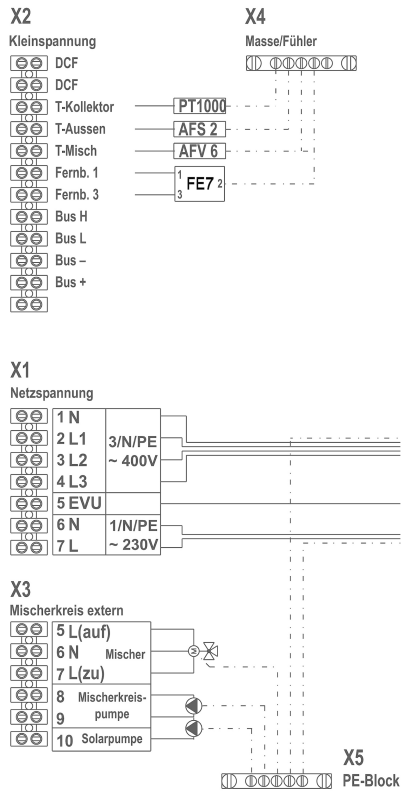 X2
Kleinspannung
DCF
DCF
T-Kollektor PT1000
T-Aussen AFS 2
T-Misch AFV 6
Fernb. 1 1
FE7 2
Fernb. 3 3
Bus H
Bus L
Bus –
Bus +
X4
Masse/Fühler
X1
Netzspannung
1 N
2 L1
3 L2
4 L3
3/N/PE
~ 400V
5 EVU
6 N
7 L
1/N/PE
~ 230V
X3
Mischerkreis extern
5 L(auf)
6 N Mischer
7 L(zu)
M
8 Mischerkreis-
9 pumpe
10 Solarpumpe
X5
PE-Block